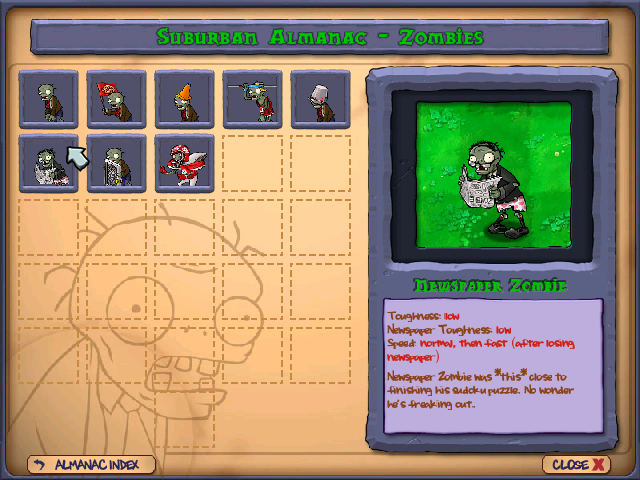 Suburban Almanac - Zombies
Newspaper Zombie
Toughness: low
Newspaper Toughness: low
Speed: normal, then fast (after losing
newspaper)
Newspaper Zombie was *this* close to
finishing his sudoku puzzle. No wonder
he's freaking out..
ALMANAC INDEX
CLOSE X